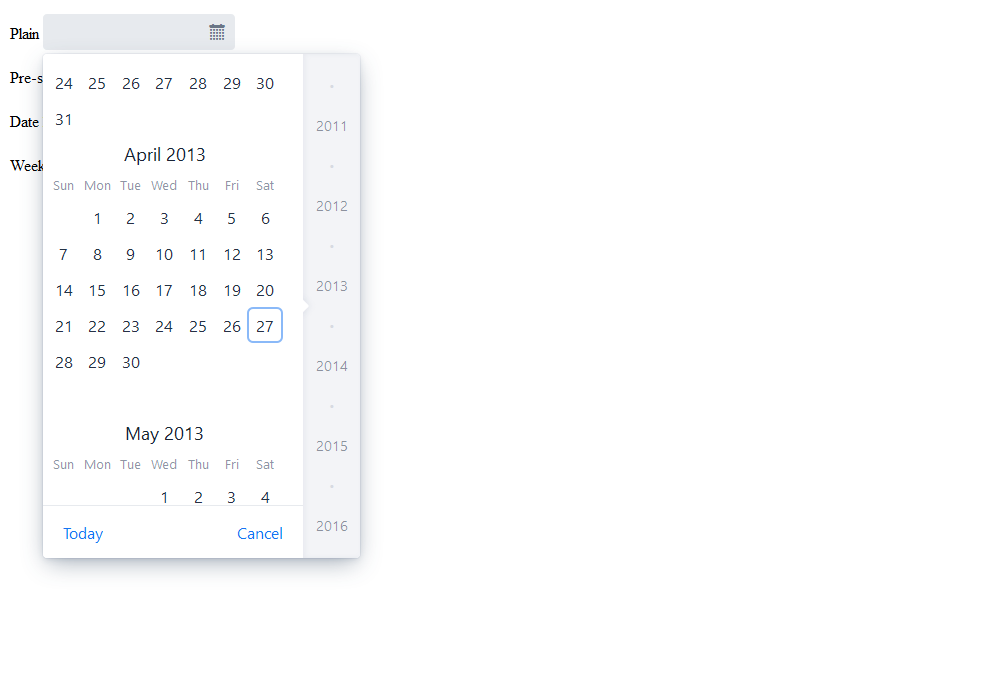 Plain
Pre-s
Date
Week
24 25 26 27 28 29 30
31
April 2013
Sun Mon Tue Wed Thu Fri Sat
1 2 3 4 5 6
7 8 9 10 11 12 13
14 15 16 17 18 19 20
21 22 23 24 25 26 27
28 29 30
May 2013
Sun Mon Tue Wed Thu Fri Sat
1 2 3 4
Today Cancel
2011
2012
2013
2014
2015
2016